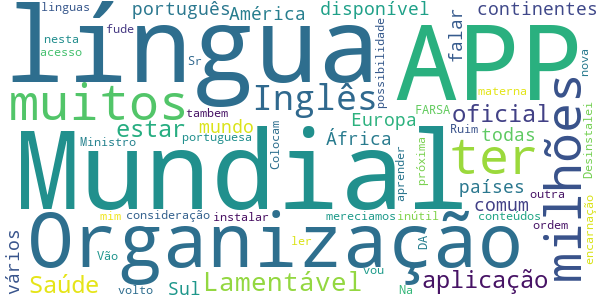 linguas
português
América
disponível
continentes
fude
nesta
acesso
Sr
língua
APP
possibilidade
falar
nova
muitos
Inglês
materna
tambem
FARSA
oficial
milhões
Desinstalei
estar
mundo
Europa
Ruim
todas
Ministro
portuguesa
África
Colocam
Mundial
ter
próxima
aprender
países
outra
comum
encarnação
mim
consideração
instalar
mereciamos
inútil
conteúdos
ordem
Organização
vários
Vão
ler
DA
Saúde
volto
Sul
Lamentável
vou
Na
aplicação